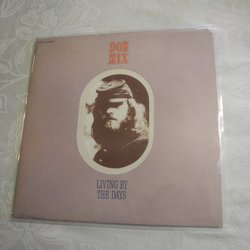 DON
NIX
LIVING BY
THE DAYS